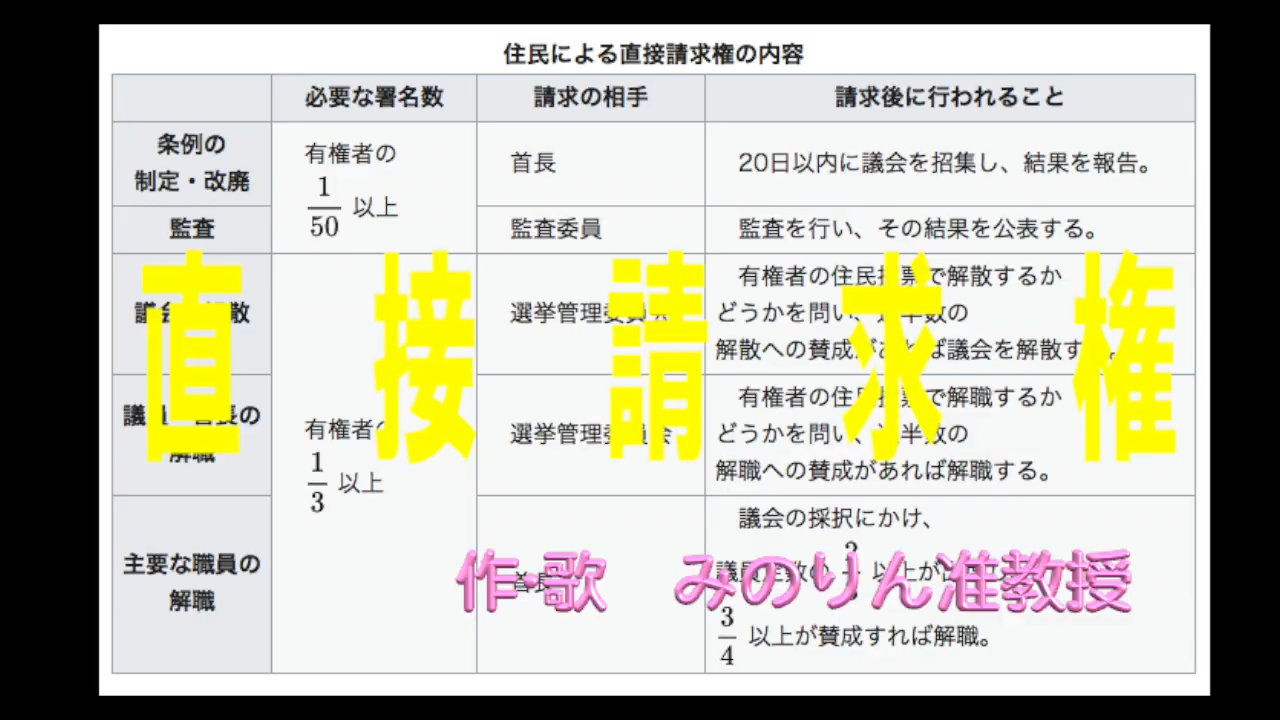 住民による直接請求権の内容
必要な署名数
請求の相手
請求後に行われること
条例の
制定・改廃
有権者の
1
50
以上
首長
20日以内に議会を招集し、結果を報告。
監査
監査委員
監査を行い、その結果を公表する。
直接請求権
選挙管理委員会
有権者の住民投票で解散するか
どうかを問い、過半数の
解散への賛成があれば議会を解散する。
有権者の
1
3
以上
選挙管理委員会
有権者の住民投票で解職するか
どうかを問い、過半数の
解職への賛成があれば解職する。
解職
主要な職員の
解職
首長
議会の採択にかけ、
議員定数の
以上が
3
4
以上が賛成すれば解職。
作・歌 みのりん准教授